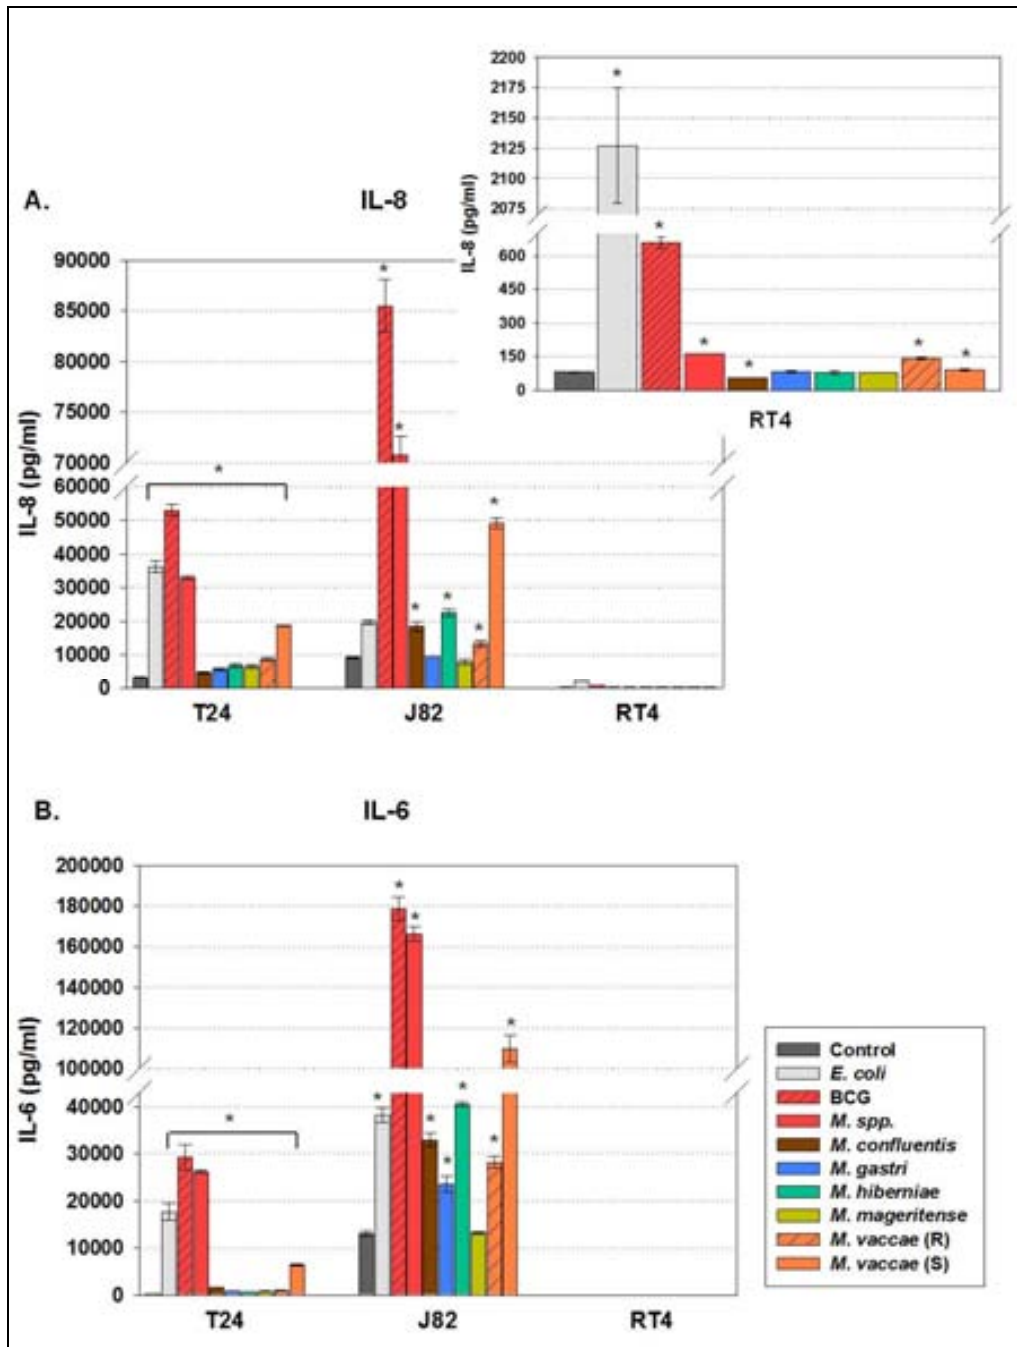 A.
IL-8
IL-8 (pg/ml)
2200
2175
2150
2125
2100
2075
600
450
300
150
0
*
*
*
*
*
*
RT4
IL-8 (pg/ml)
90000
85000
80000
75000
70000
60000
50000
40000
30000
20000
10000
0
*
*
*
*
*
*
*
T24
J82
RT4
B.
IL-6
IL-6 (pg/ml)
200000
180000
160000
140000
120000
100000
40000
30000
20000
10000
0
*
*
*
*
*
*
*
*
*
T24
J82
RT4
Control
E. coli
BCG
M. spp.
M. confluentis
M. gastri
M. hiberniae
M. mageritense
M. vaccae (R)
M. vaccae (S)